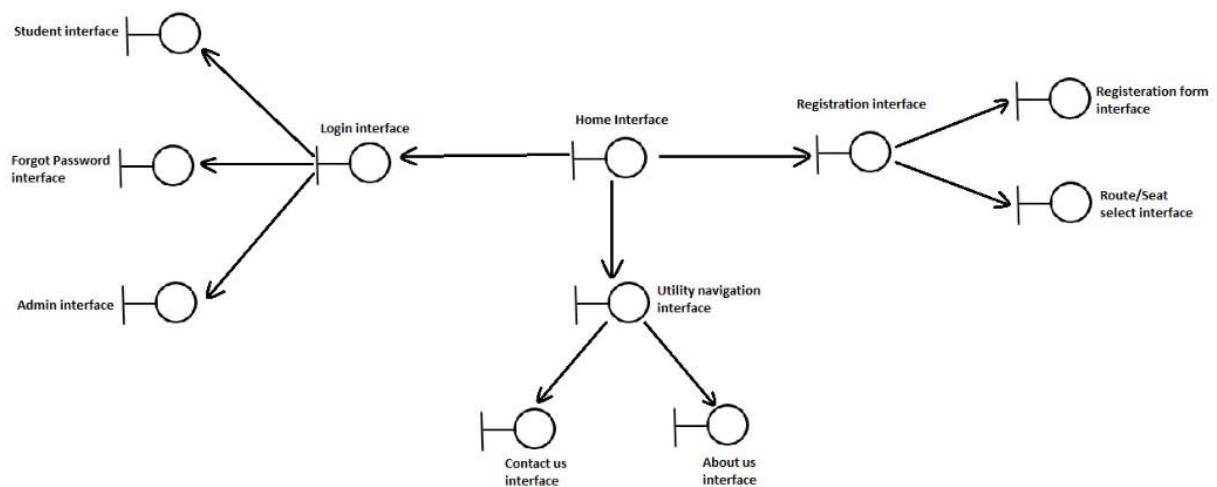 Student interface
Forgot Password
interface
Admin interface
Login interface
Home Interface
Utility navigation
interface
Contact us
interface
About us
interface
Registration interface
Registeration form
interface
Route/Seat
select interface